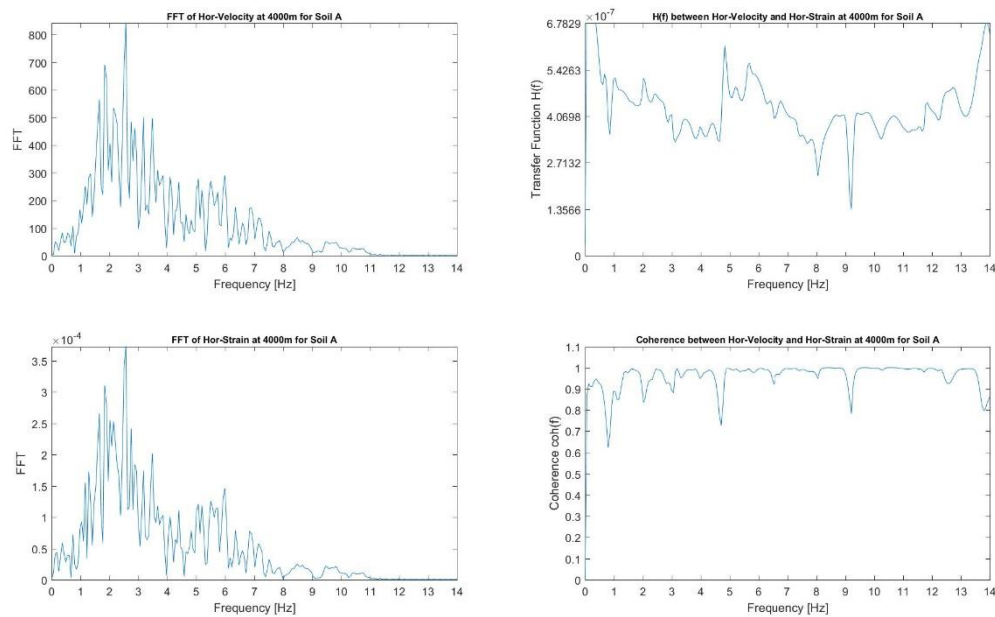 FFT of Hor-Velocity at 4000m for Soil A
800
700
600
500
400
300
200
100
0
FFT
0 1 2 3 4 5 6 7 8 9 10 11 12 13 14
Frequency [Hz]
×10⁻⁷
H(f) between Hor-Velocity and Hor-Strain at 4000m for Soil A
6.7829
5.4263
4.0698
2.7132
1.3566
0
Transfer Function H(f)
0 1 2 3 4 5 6 7 8 9 10 11 12 13 14
Frequency [Hz]
×10⁻⁴
FFT of Hor-Strain at 4000m for Soil A
3.5
3
2.5
2
1.5
1
0.5
0
FFT
0 1 2 3 4 5 6 7 8 9 10 11 12 13 14
Frequency [Hz]
Coherence between Hor-Velocity and Hor-Strain at 4000m for Soil A
1.1
1
0.9
0.8
0.7
0.6
0.5
0.4
0.3
0.2
0.1
0
Coherence coh(f)
0 1 2 3 4 5 6 7 8 9 10 11 12 13 14
Frequency [Hz]